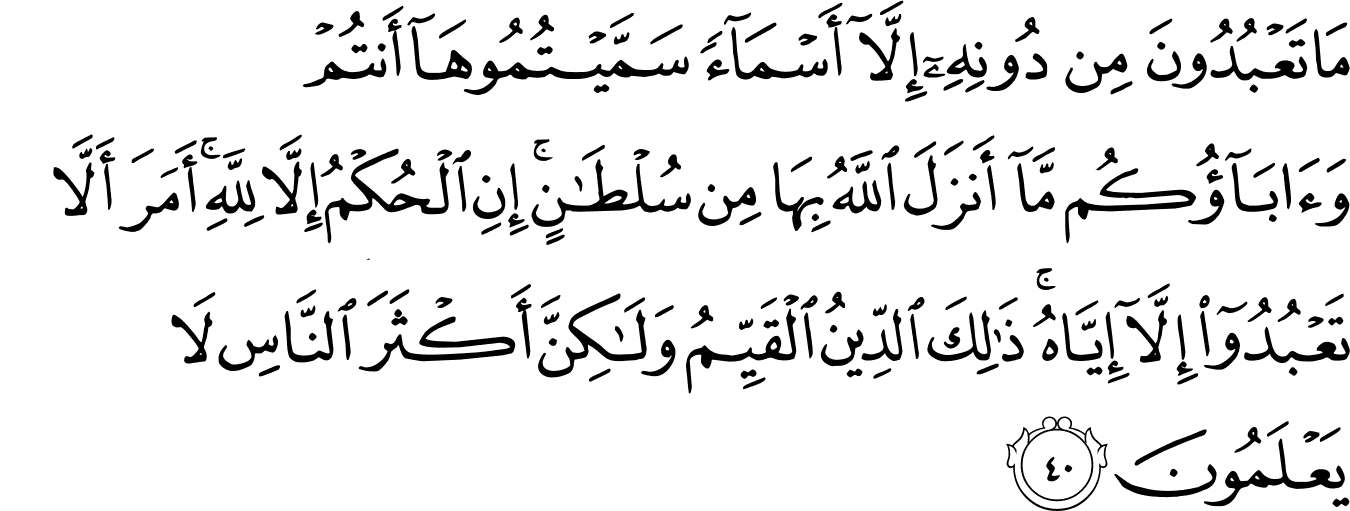 مَا تَعْبُدُونَ مِن دُونِهِۦٓ إِلَّآ أَسْمَآءً سَمَّيْتُمُوهَآ أَنتُمْ
وَءَابَآؤُكُم مَّآ أَنزَلَ ٱللَّهُ بِهَا مِن سُلْطَـٰنٍ ۚ إِنِ ٱلْحُكْمُ إِلَّا لِلَّهِ ۚ أَمَرَ أَلَّا
تَعْبُدُوٓا۟ إِلَّآ إِيَّاهُ ۚ ذَٰلِكَ ٱلدِّينُ ٱلْقَيِّمُ وَلَـٰكِنَّ أَكْثَرَ ٱلنَّاسِ لَا
يَعْلَمُونَ ٤٠